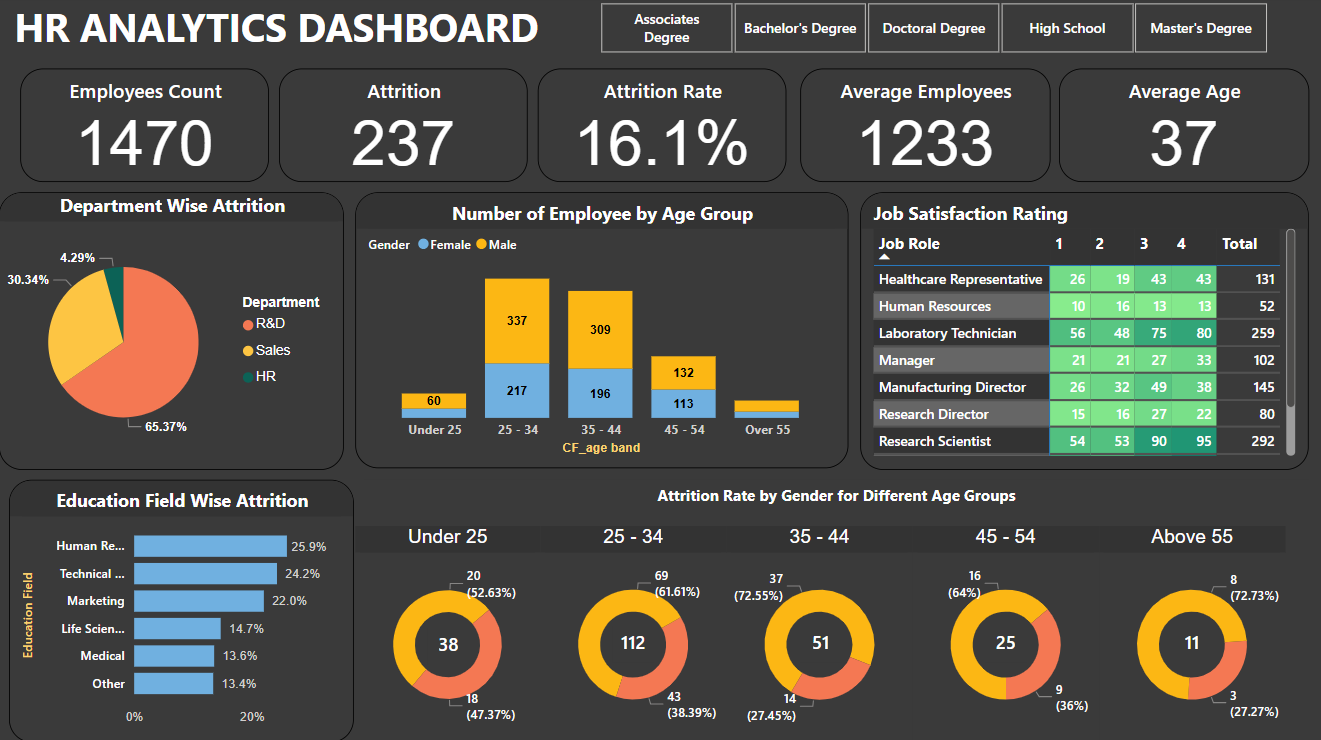 HR ANALYTICS DASHBOARD
Associates
Degree
Bachelor's Degree
Doctoral Degree
High School
Master's Degree
Employees Count
1470
Attrition
237
Attrition Rate
16.1%
Average Employees
1233
Average Age
37
Department Wise Attrition
4.29%
30.34%
65.37%
Department
R&D
Sales
HR
Number of Employee by Age Group
Gender Female Male
60
337
217
309
196
132
113
Under 25
25 - 34
35 - 44
45 - 54
Over 55
CF_age band
Job Satisfaction Rating
Job Role 1 2 3 4 Total
Healthcare Representative 26 19 43 43 131
Human Resources 10 16 13 13 52
Laboratory Technician 56 48 75 80 259
Manager 21 21 27 33 102
Manufacturing Director 26 32 49 38 145
Research Director 15 16 27 22 80
Research Scientist 54 53 90 95 292
Education Field Wise Attrition
Education Field
Human Re... 25.9%
Technical ... 24.2%
Marketing 22.0%
Life Scien... 14.7%
Medical 13.6%
Other 13.4%
0% 20%
Attrition Rate by Gender for Different Age Groups
Under 25
20
(52.63%)
38
18
(47.37%)
25 - 34
69
(61.61%)
112
43
(38.39%)
35 - 44
37
(72.55%)
51
14
(27.45%)
45 - 54
16
(64%)
25
9
(36%)
Above 55
8
(72.73%)
11
3
(27.27%)